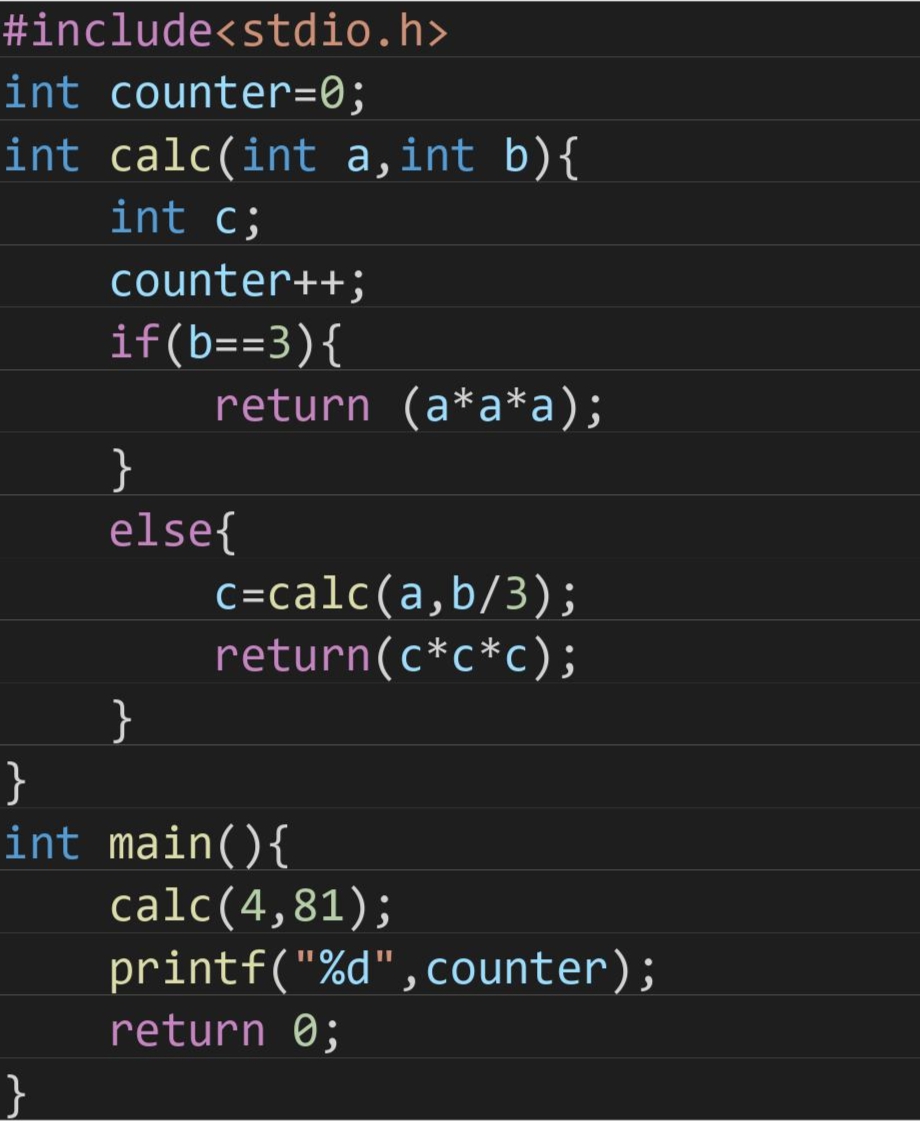 #include<stdio.h>
int counter=0;
int calc(int a,int b){
    int c;
    counter++;
    if(b==3){
        return (a*a*a);
    }
    else{
        c=calc(a,b/3);
        return(c*c*c);
    }
}
int main(){
    calc(4,81);
    printf("%d",counter);
    return 0;
}